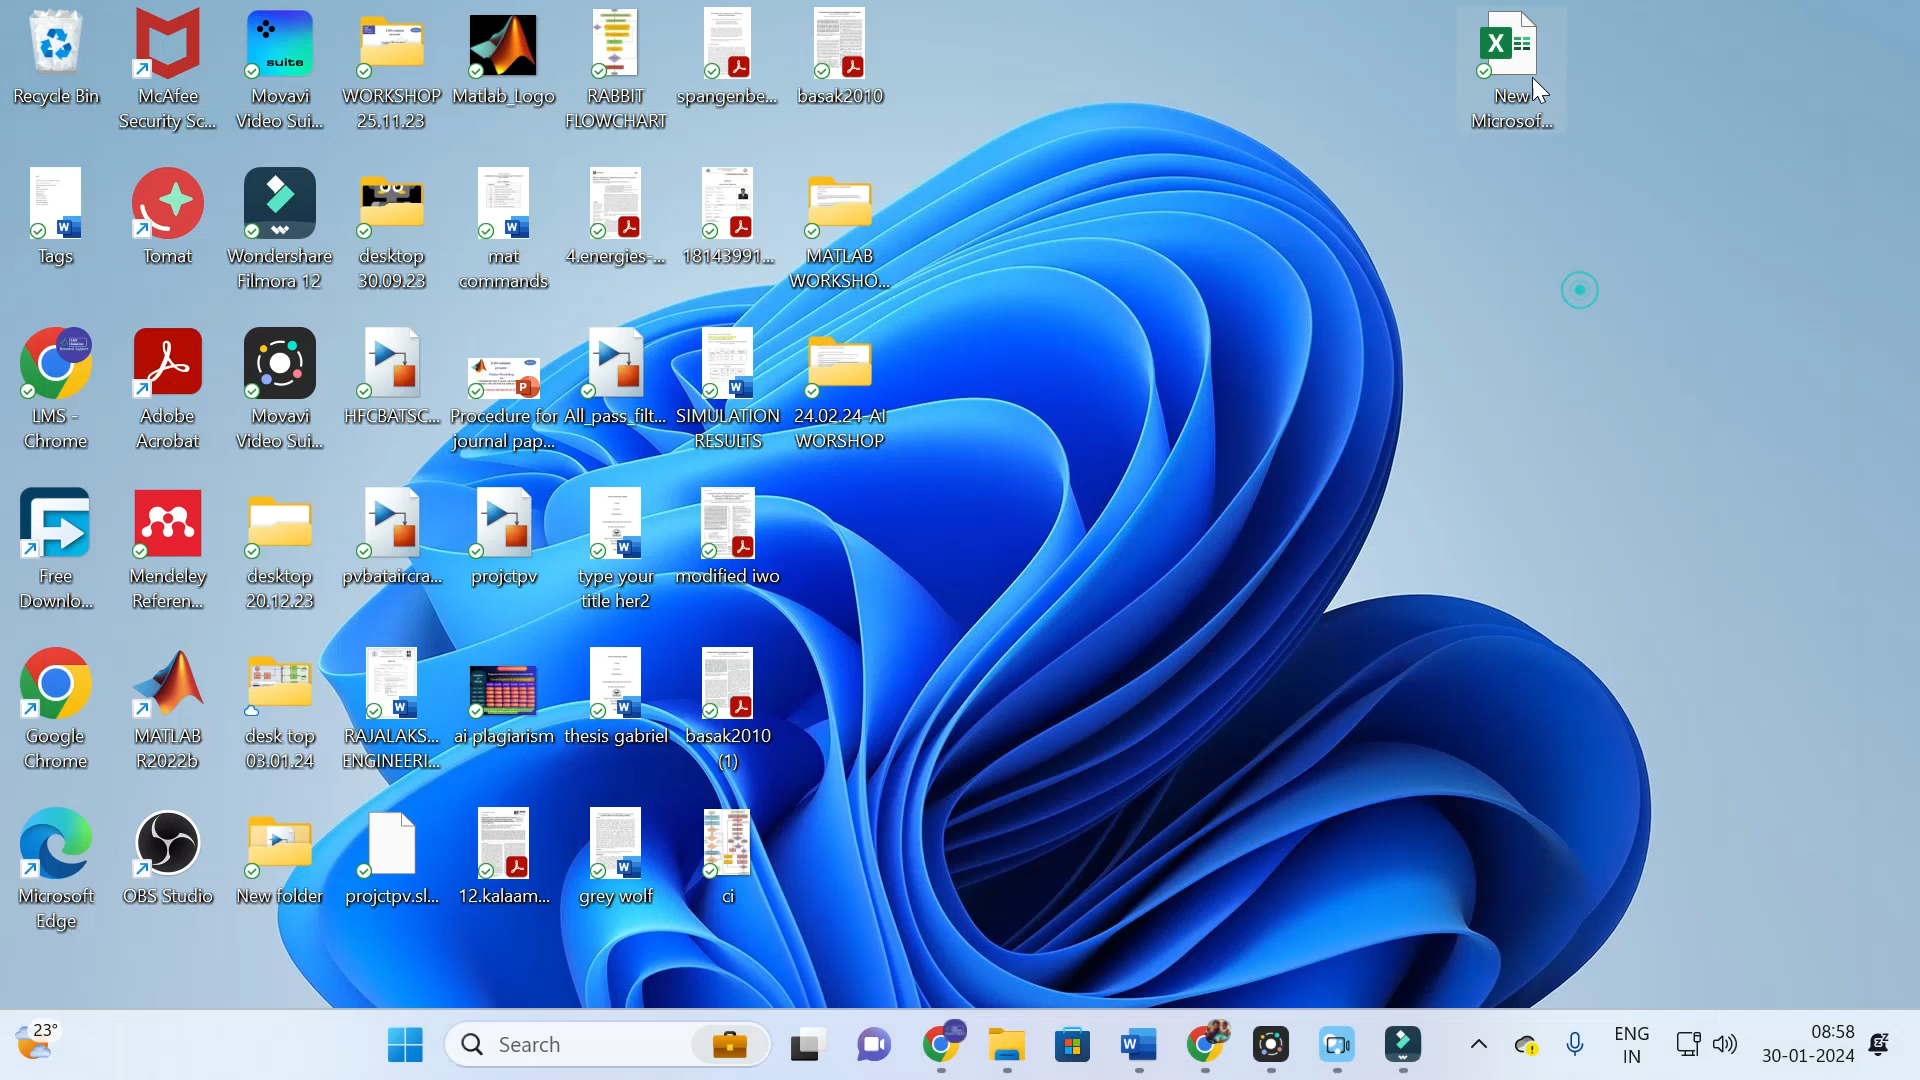 Recycle Bin
McAfee
Security Sc...
Movavi
Video Sui...
suite
WORKSHOP
25.11.23
Matlab_Logo
RABBIT
FLOWCHART
spangenbe...
basak2010
New
Microsof...
Tags
Tomat
Wondershare
Filmora 12
desktop
30.09.23
mat
commands
4.energies-...
18143991...
MATLAB
WORKSHO...
LMS -
Chrome
Adobe
Acrobat
Movavi
Video Sui...
HFCBATSC...
Procedure for
journal pap...
All_pass_filt...
SIMULATION
RESULTS
24.02.24-AI
WORSHOP
Free
Downlo...
Mendeley
Referen...
desktop
20.12.23
pvbataircra...
projctpv
type your
title her2
modified iwo
Google
Chrome
MATLAB
R2022b
desk top
03.01.24
RAJALAKS...
ENGINEERI...
ai plagiarism
thesis gabriel
basak2010
(1)
Microsoft
Edge
OBS Studio
New folder
projctpv.sl...
12.kalaam...
grey wolf
ci
23°
Search
ENG
IN
08:58
30-01-2024